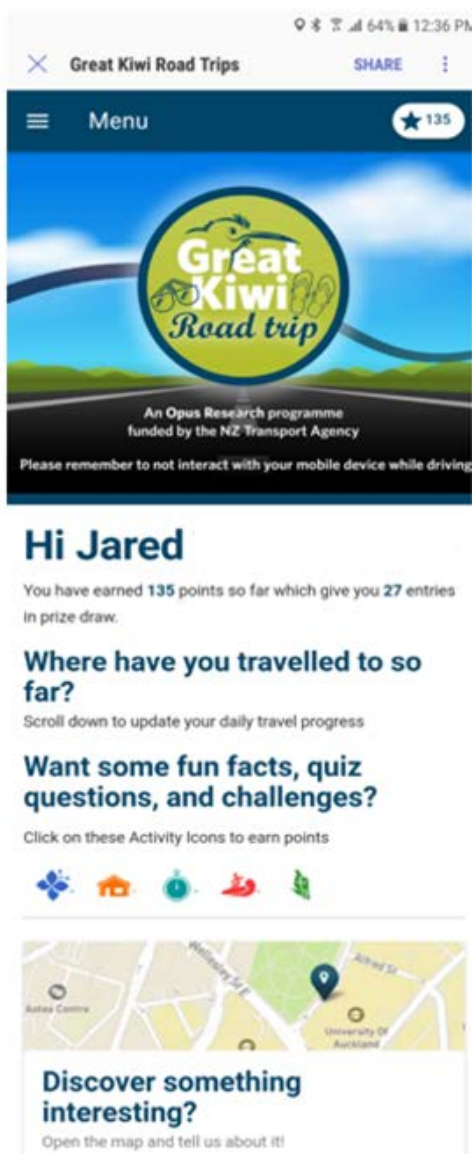 64% 12:36 PM
Great Kiwi Road Trips SHARE
Menu 135
Great
Kiwi
Road trip
An Opus Research programme
funded by the NZ Transport Agency
Please remember to not interact with your mobile device while driving
Hi Jared
You have earned 135 points so far which give you 27 entries
in prize draw.
Where have you travelled to so
far?
Scroll down to update your daily travel progress
Want some fun facts, quiz
questions, and challenges?
Click on these Activity Icons to earn points
Wellesley St E
Alfred St
Aotea Centre
University Of
Auckland
Discover something
interesting?
Open the map and tell us about it!